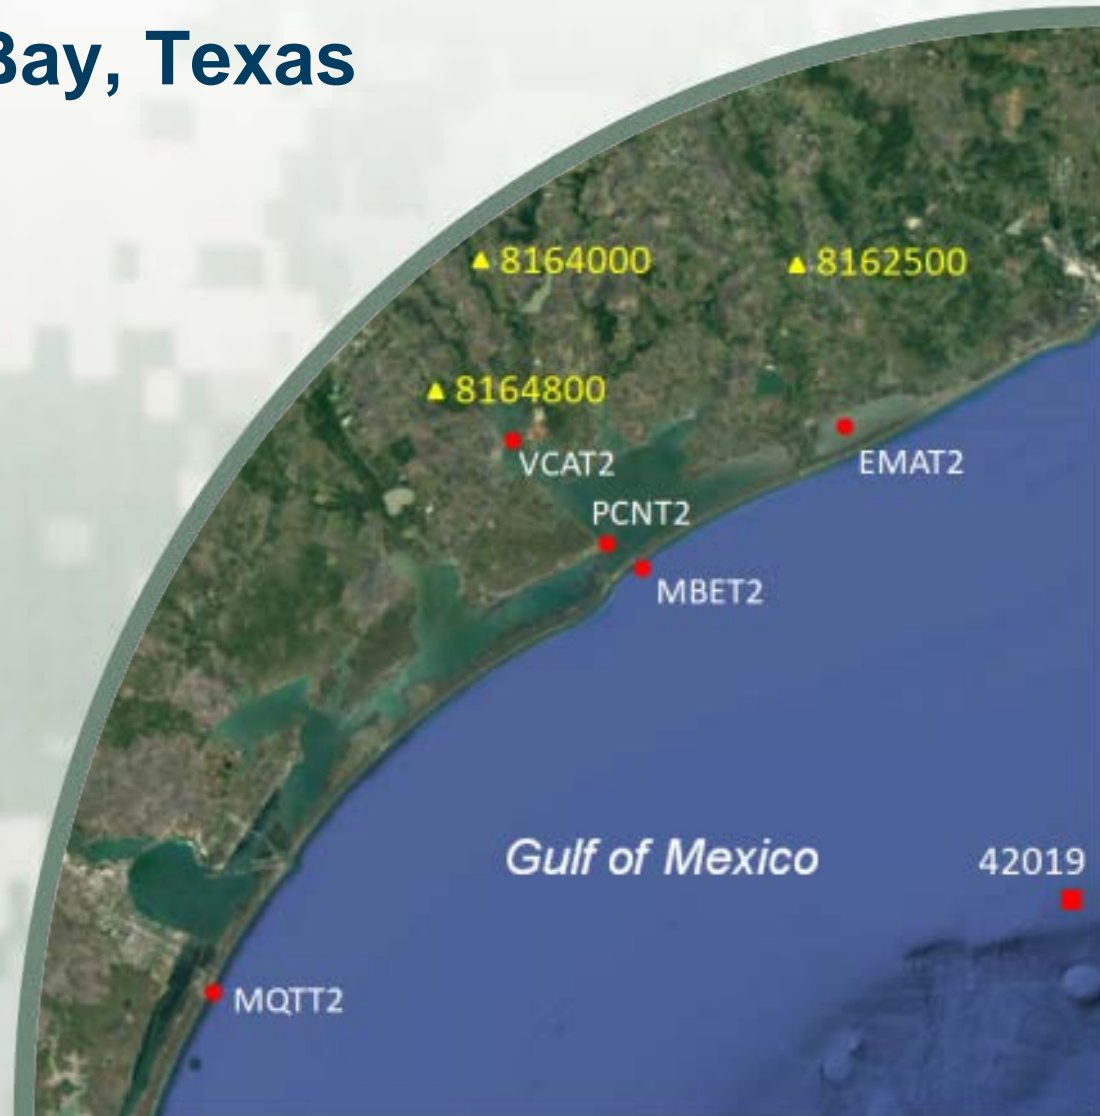 Bay, Texas
8164000
8162500
8164800
VCAT2
EMAT2
PCNT2
MBET2
Gulf of Mexico
42019
MQTT2